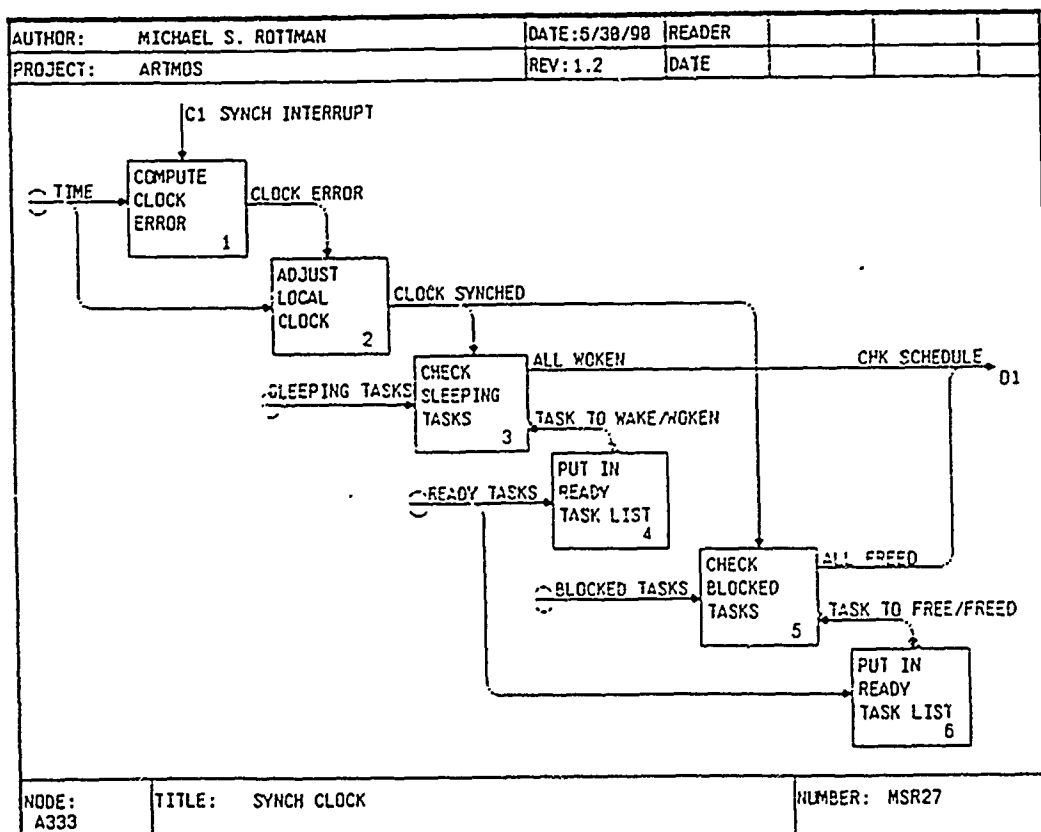 AUTHOR: MICHAEL S. ROTTMAN DATE:5/30/90 READER
PROJECT: ARTMOS REV:1.2 DATE
C1 SYNCH INTERRUPT
TIME
COMPUTE
CLOCK
ERROR
1
CLOCK ERROR
ADJUST
LOCAL
CLOCK
2
CLOCK SYNCHED
CHECK
SLEEPING
TASKS
3
ALL WOKEN
CHK SCHEDULE
O1
SLEEPING TASKS
TASK TO WAKE/WOKEN
PUT IN
READY
TASK LIST
4
READY TASKS
CHECK
BLOCKED
TASKS
5
ALL FREED
BLOCKED TASKS
TASK TO FREE/FREED
PUT IN
READY
TASK LIST
6
NODE:
A333
TITLE: SYNCH CLOCK
NUMBER: MSR27